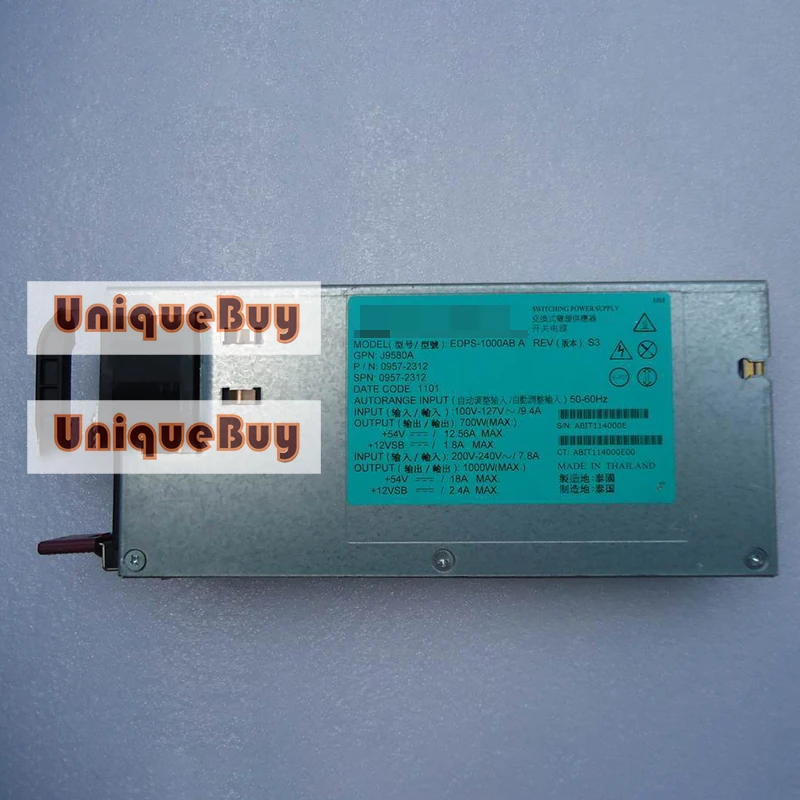 UniqueBuy
UniqueBuy
UniqueBuy
SWITCHING POWER SUPPLY
交換式電源供應器
开关电源
MODEL(型号/型號): EDPS-1000AB A REV(版本) S3
GPN: J9580A
P/N: 0957-2312
SPN: 0957-2312
DATE CODE: 1101
AUTORANGE INPUT (自动调整输入/自動調整輸入) 50-60Hz
INPUT (输入/輸入): 100V-127V~/9.4A
OUTPUT (输出/輸出) 700W(MAX.)
+54V⎓/ 12.56A MAX.
+12VSB⎓/ 1.8A MAX.
INPUT (输入/輸入): 200V-240V~/7.8A
OUTPUT (输出/輸出): 1000W(MAX.)
+54V⎓/ 18A MAX.
+12VSB⎓/ 2.4A MAX.
S/N: ABIT114000E
CT: ABIT114000E00
MADE IN THAILAND
製造地:泰國
制造地:泰国